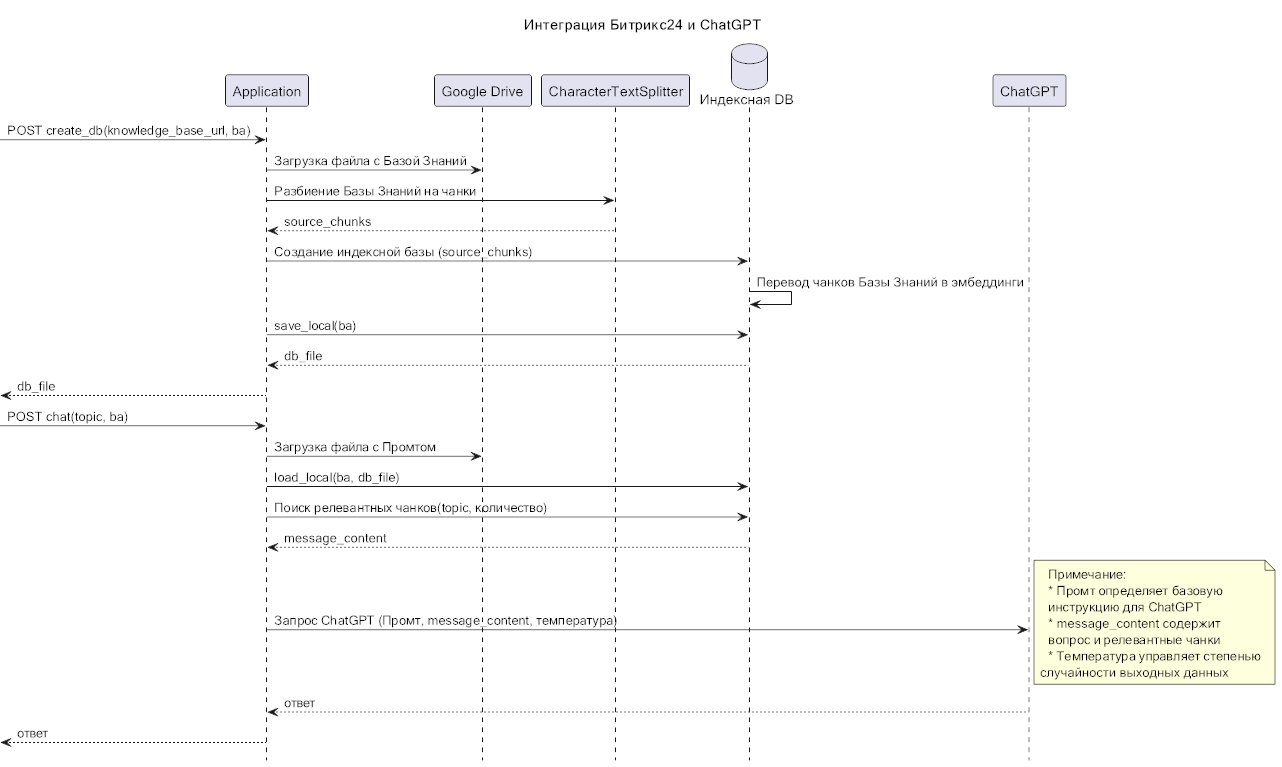 Интеграция Битрикс24 и ChatGPT
Application
Google Drive
CharacterTextSplitter
Индексная DB
ChatGPT
POST create_db(knowledge_base_url, ba)
Загрузка файла с Базой Знаний
Разбиение Базы Знаний на чанки
source_chunks
Создание индексной базы (source_chunks)
Перевод чанков Базы Знаний в эмбеддинги
save_local(ba)
db_file
db_file
POST chat(topic, ba)
Загрузка файла с Промтом
load_local(ba, db_file)
Поиск релевантных чанков(topic, количество)
message_content
Запрос ChatGPT (Промт, message_content, температура)
Примечание:
* Промт определяет базовую
инструкцию для ChatGPT
* message_content содержит
вопрос и релевантные чанки
* Температура управляет степенью
случайности выходных данных
ответ
ответ